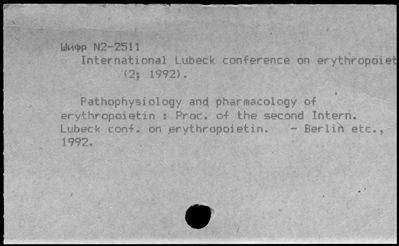 Шифр N2-2511
International Lubeck conference on erythropoiet
(2; 1992).
Pathophysiology and pharmacology of
erythropoietin : Proc. of the second Intern.
Lubeck conf. on erythropoietin. - Berlin etc.,
1992.